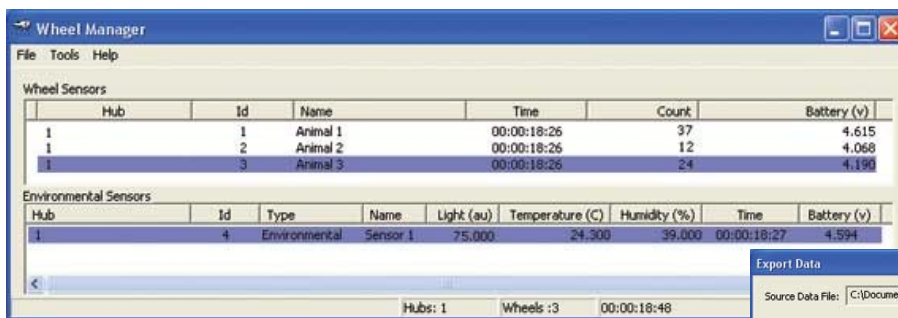 Wheel Manager
File Tools Help
Wheel Sensors
Hub Id Name Time Count Battery (v)
1 1 Animal 1 00:00:18:26 37 4.615
1 2 Animal 2 00:00:18:26 12 4.068
1 3 Animal 3 00:00:18:26 24 4.190
Environmental Sensors
Hub Id Type Name Light (au) Temperature (C) Humidity (%) Time Battery (v)
1 4 Environmental Sensor 1 75.000 24.300 39.000 00:00:18:27 4.594
Export Data
Source Data File: C:\Docume
Hubs: 1 Wheels :3 00:00:18:48